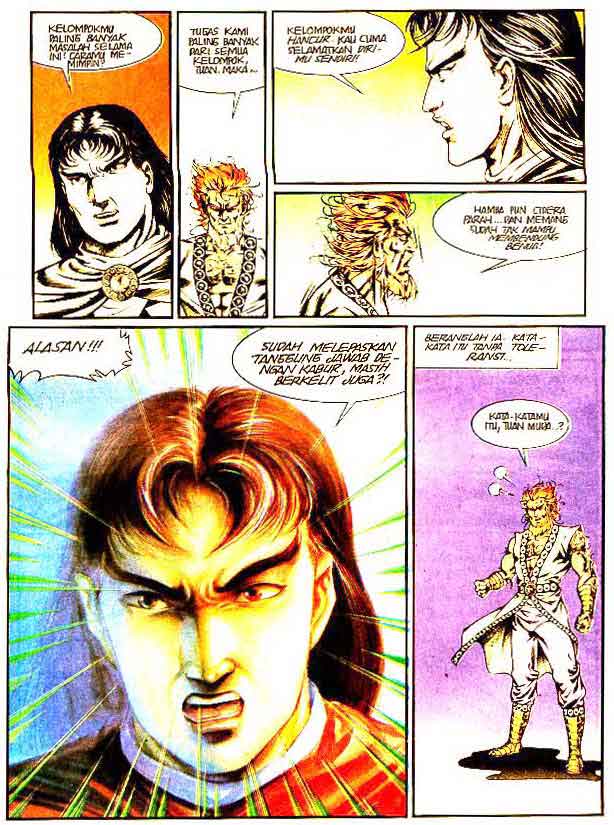 KELOMPOKMU
PALING BANYAK
MASALAH SELAMA
INI! CARAMU ME-
MIMPIN?
TUGAS KAMI
PALING BANYAK
DARI SEMUA
KELOMPOK,
TUAN. MAKA~
KELOMPOKMU
HANCUR. KAU CUMA
SELAMATKAN DIRI-
MU SENDIRI!!
HAMBA PUN CIDERA
PARAH...DAN MEMANG
SUDAH TAK MAMPU
MEMBENDUNG
ALASAN!!!
SUDAH MELEPASKAN
TANGGUNG JAWAB DE-
NGAN KABUR, MASIH
BERKELIT JUGA?!
BERANGLAH IA. KATA-
KATA ITU TANPA TOLE-
RANSI..
KATA-KATAMU
ITU, TUAN MUDA..?